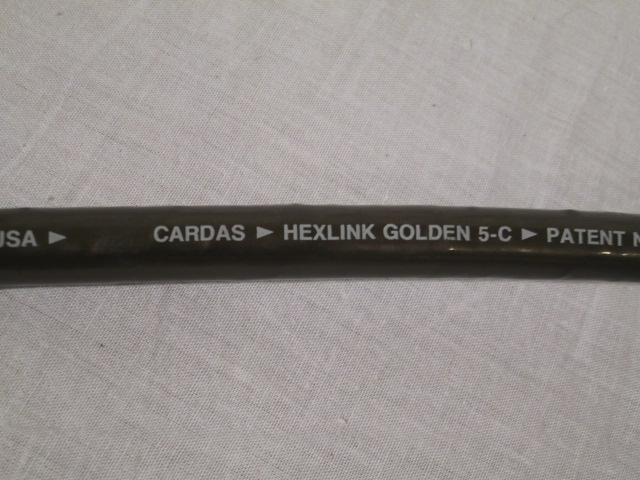 USA ► CARDAS ► HEXLINK GOLDEN 5-C ► PATENT